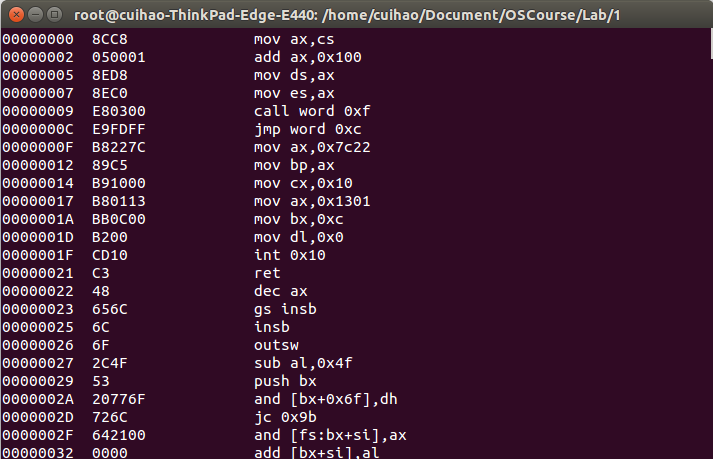 root@cuihao-ThinkPad-Edge-E440: /home/cuihao/Document/OSCourse/Lab/1
00000000 8CC8 mov ax,cs
00000002 050001 add ax,0x100
00000005 8ED8 mov ds,ax
00000007 8EC0 mov es,ax
00000009 E80300 call word 0xf
0000000C E9FDFF jmp word 0xc
0000000F B8227C mov ax,0x7c22
00000012 89C5 mov bp,ax
00000014 B91000 mov cx,0x10
00000017 B80113 mov ax,0x1301
0000001A BB0C00 mov bx,0xc
0000001D B200 mov dl,0x0
0000001F CD10 int 0x10
00000021 C3 ret
00000022 48 dec ax
00000023 656C gs insb
00000025 6C insb
00000026 6F outsw
00000027 2C4F sub al,0x4f
00000029 53 push bx
0000002A 20776F and [bx+0x6f],dh
0000002D 726C jc 0x9b
0000002F 642100 and [fs:bx+si],ax
00000032 0000 add [bx+si],al